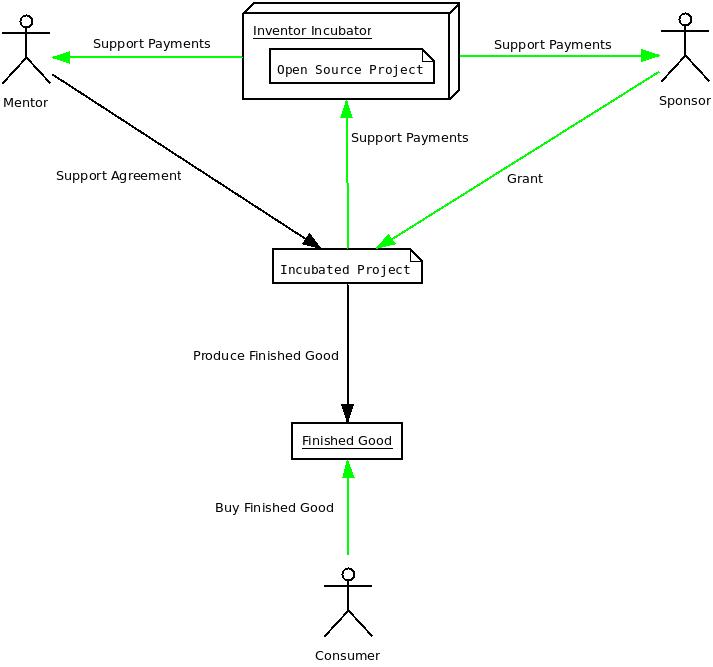 Inventor Incubator
Support Payments
Support Payments
Open Source Project
Mentor
Sponsor
Support Payments
Support Agreement
Grant
Incubated Project
Produce Finished Good
Finished Good
Buy Finished Good
Consumer